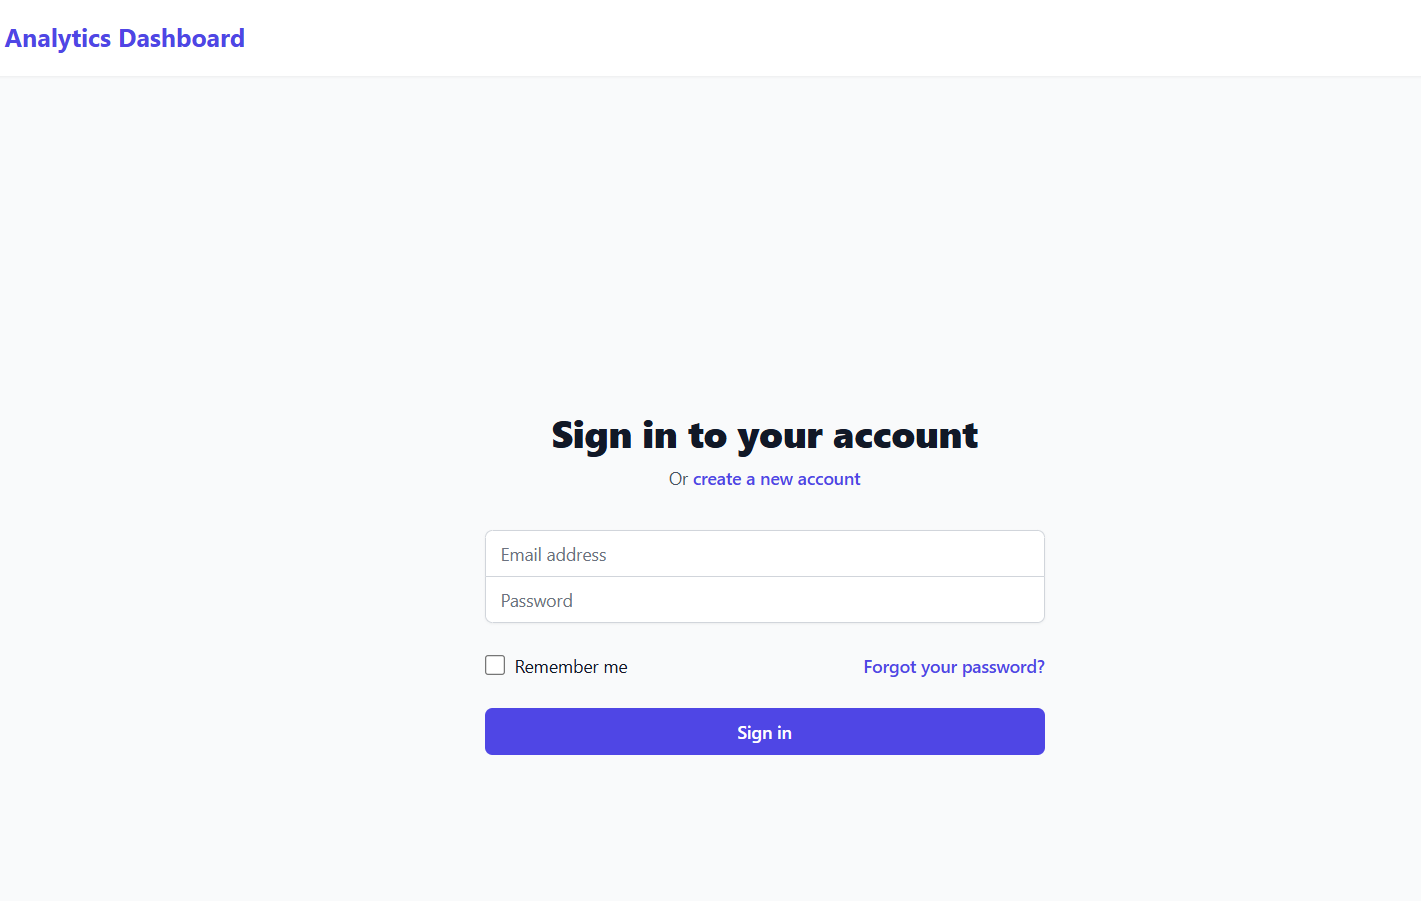 Analytics Dashboard
Sign in to your account
Or create a new account
Email address
Password
Remember me
Forgot your password?
Sign in